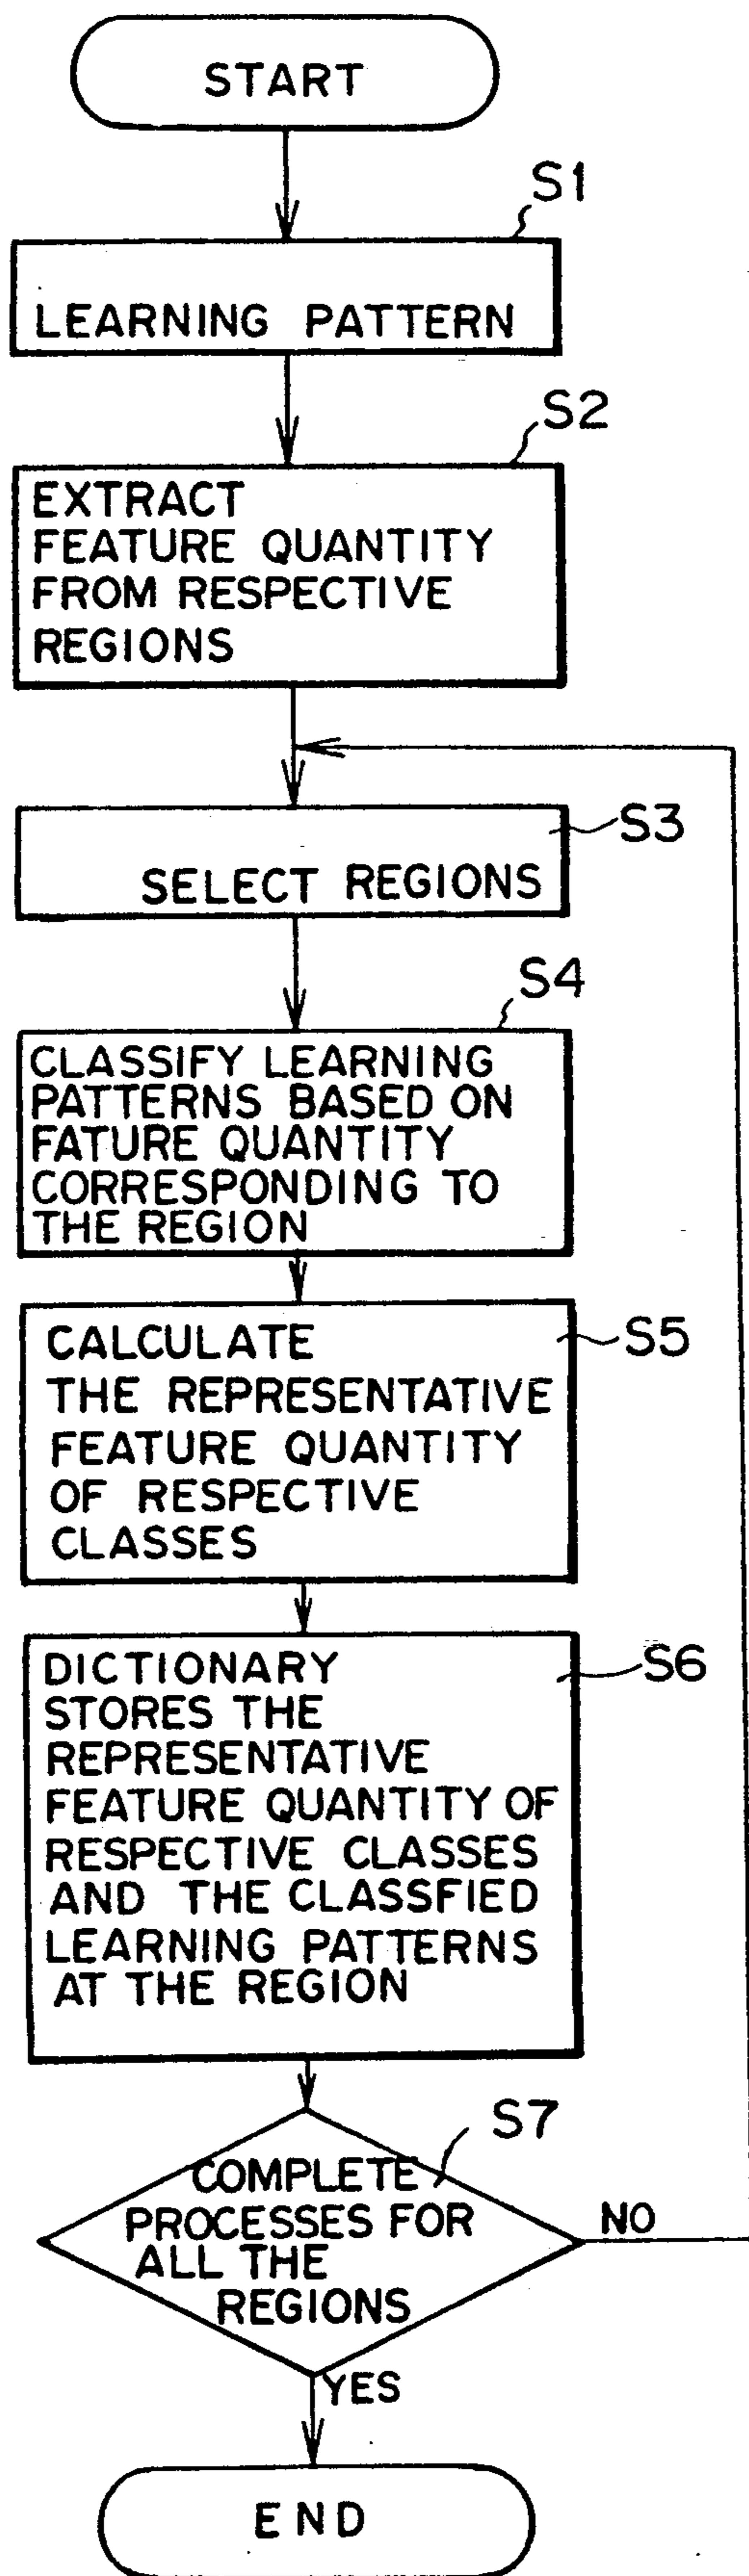 START
S1
LEARNING PATTERN
S2
EXTRACT
FEATURE QUANTITY
FROM RESPECTIVE
REGIONS
S3
SELECT REGIONS
S4
CLASSIFY LEARNING
PATTERNS BASED ON
FATURE QUANTITY
CORRESPONDING TO
THE REGION
S5
CALCULATE
THE REPRESENTATIVE
FEATURE QUANTITY
OF RESPECTIVE
CLASSES
S6
DICTIONARY
STORES THE
REPRESENTATIVE
FEATURE QUANTITY OF
RESPECTIVE CLASSES
AND THE CLASSFIED
LEARNING PATTERNS
AT THE REGION
S7
COMPLETE
PROCESSES FOR
ALL THE
REGIONS
NO
YES
END